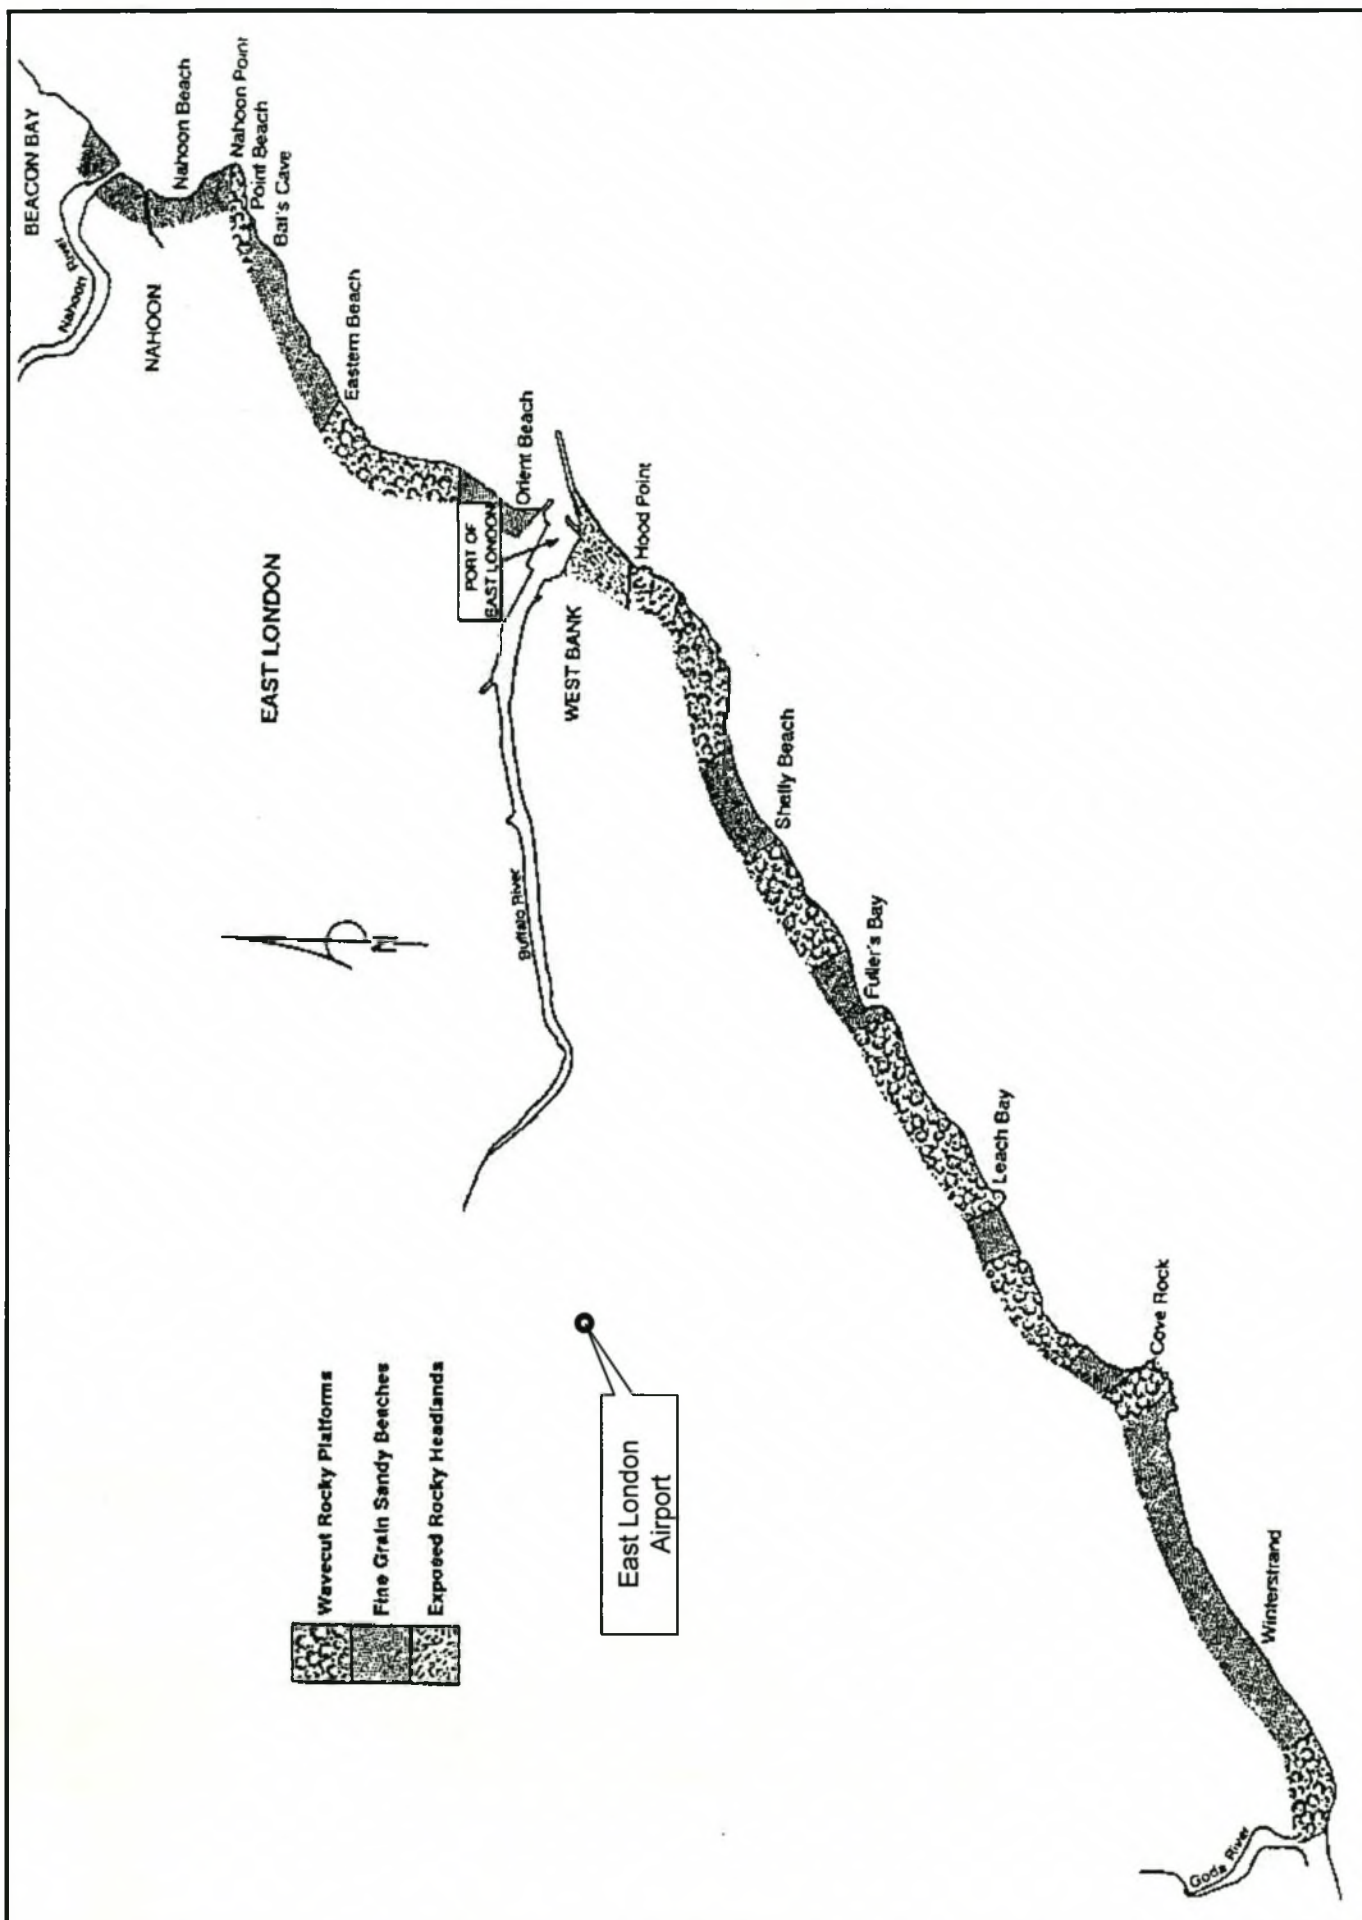 BEACON BAY
Nahoon River
NAHOON
Nahoon Beach
Nahoon Point
Point Beach
Bat's Cave
Eastern Beach
EAST LONDON
Orient Beach
PORT OF
EAST LONDON
Hood Point
WEST BANK
Shelly Beach
Buffalo River
Fuller's Bay
Leach Bay
Cove Rock
Winterstrand
Goda River
N
Wavecut Rocky Platforms
Fine Grain Sandy Beaches
Exposed Rocky Headlands
East London
Airport